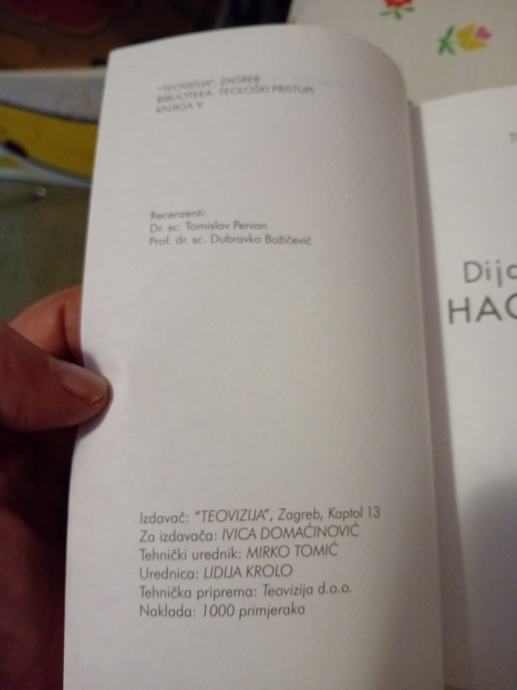 "TEOVIZIJA", ZAGREB
BIBLIOTEKA: TEOLOŠKI PRISTUPI
KNJIGA V.
Recenzenti:
Dr. sc. Tomislav Pervan
Prof. dr. sc. Dubravko Božičević
Izdavač: "TEOVIZIJA", Zagreb, Kaptol 13
Za izdavača: IVICA DOMAĆINOVIĆ
Tehnički urednik: MIRKO TOMIĆ
Urednica: LIDIJA KROLO
Tehnička priprema: Teovizija d.o.o.
Naklada: 1000 primjeraka